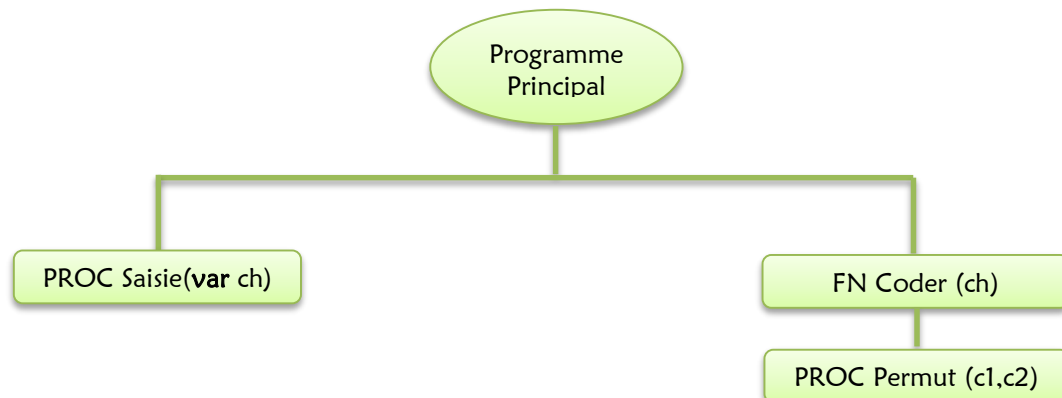 Programme
Principal
PROC Saisie(var ch)
FN Coder (ch)
PROC Permut (c1,c2)